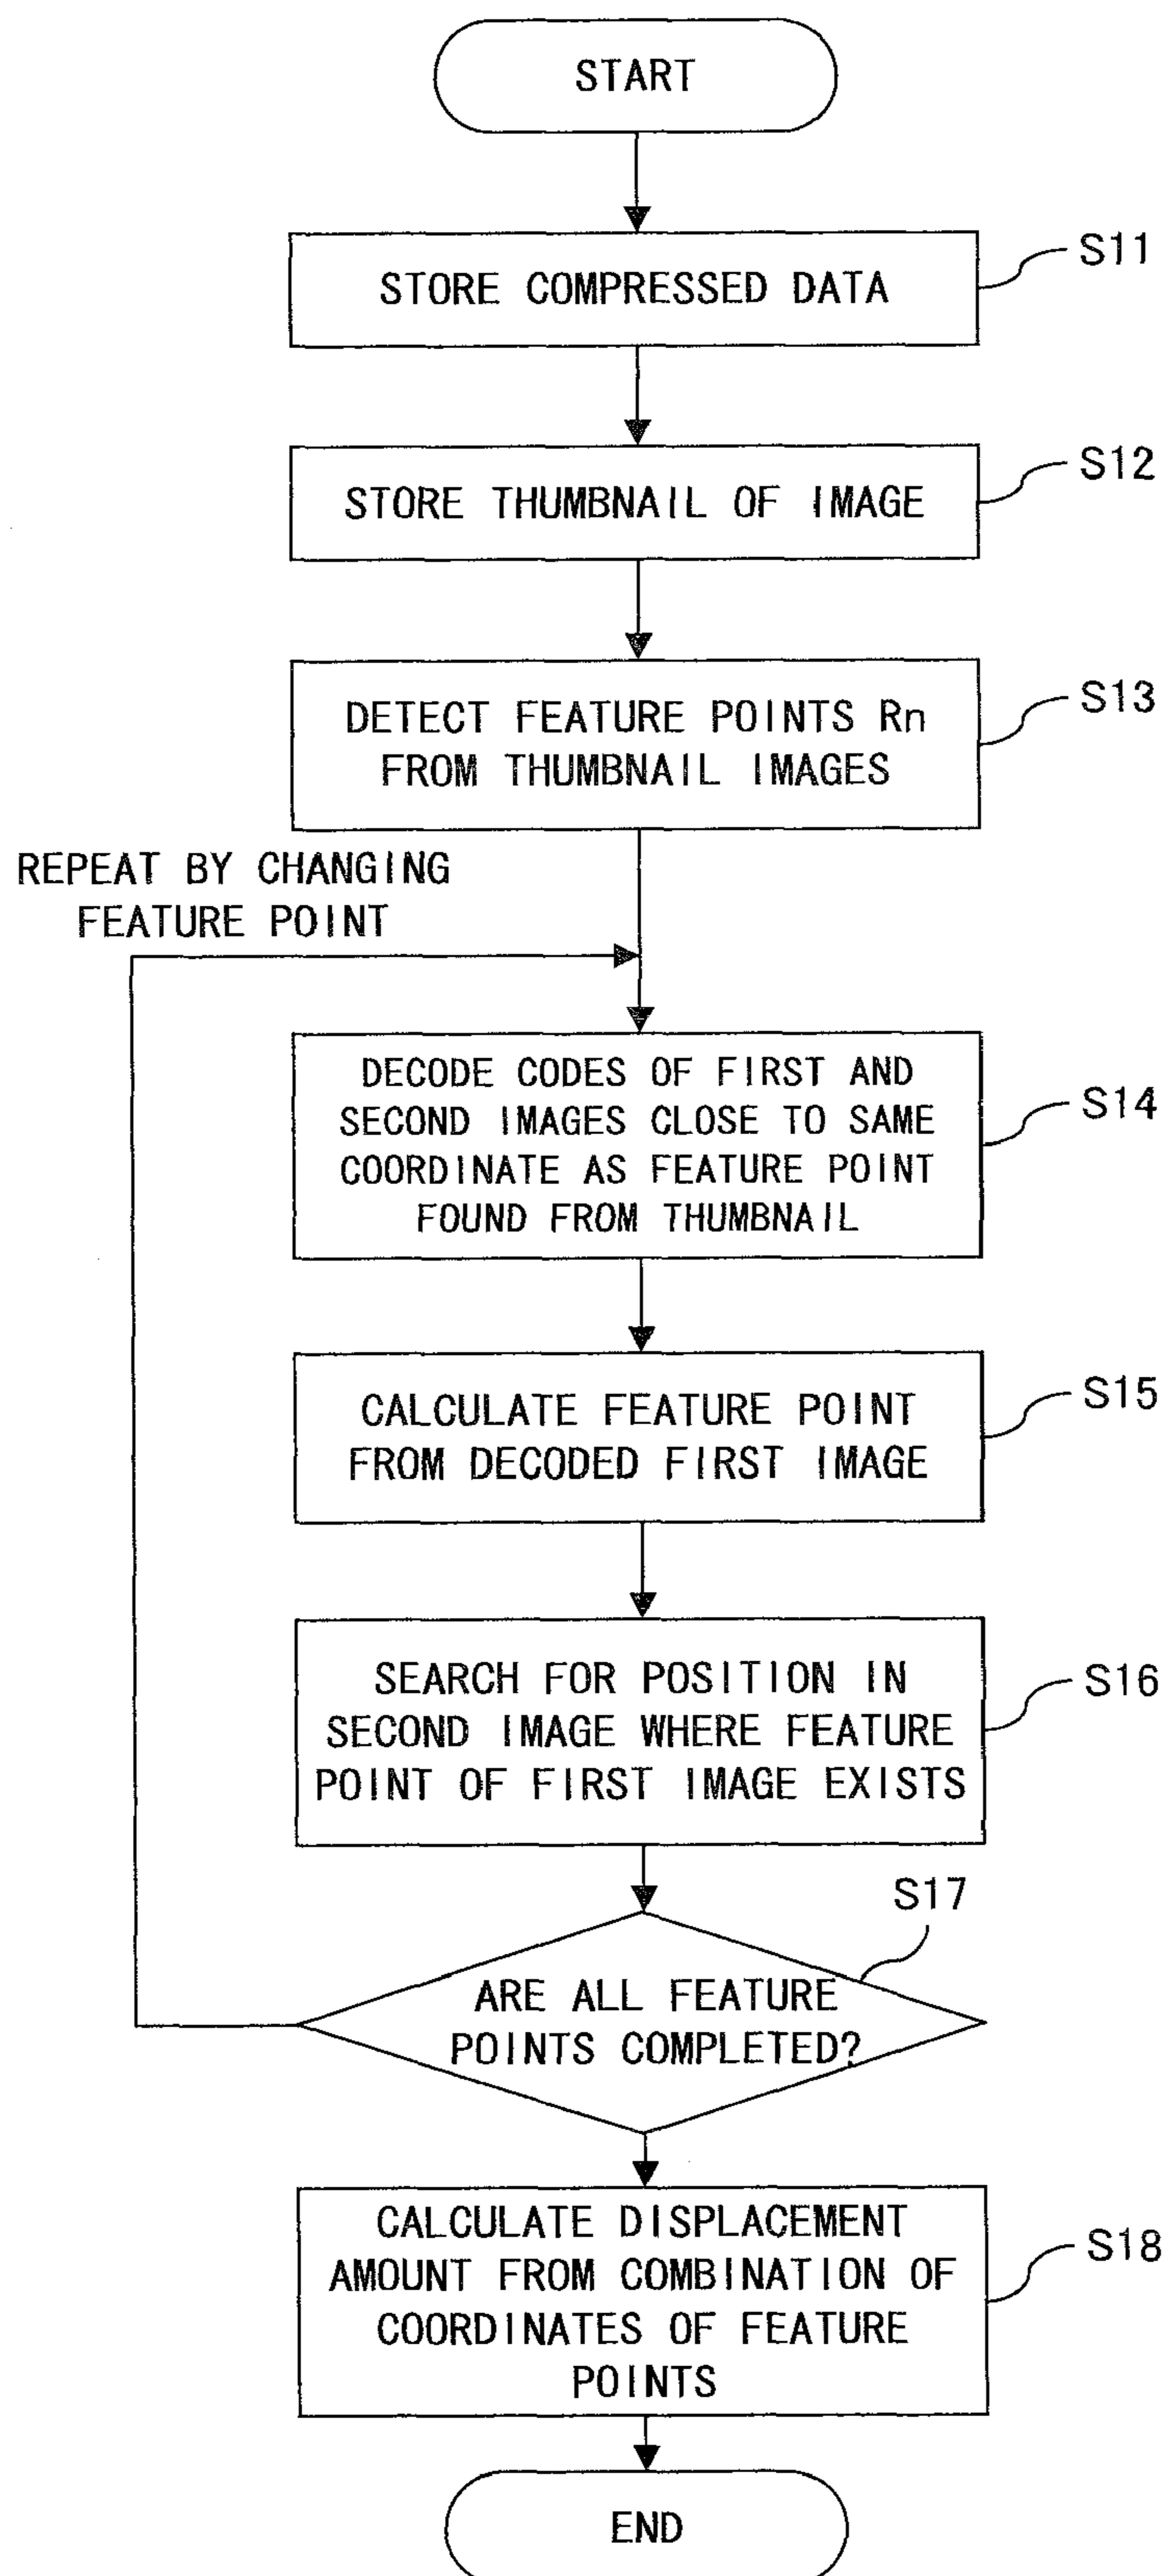 START
STORE COMPRESSED DATA
S11
STORE THUMBNAIL OF IMAGE
S12
DETECT FEATURE POINTS Rn
FROM THUMBNAIL IMAGES
S13
REPEAT BY CHANGING
FEATURE POINT
DECODE CODES OF FIRST AND
SECOND IMAGES CLOSE TO SAME
COORDINATE AS FEATURE POINT
FOUND FROM THUMBNAIL
S14
CALCULATE FEATURE POINT
FROM DECODED FIRST IMAGE
S15
SEARCH FOR POSITION IN
SECOND IMAGE WHERE FEATURE
POINT OF FIRST IMAGE EXISTS
S16
S17
ARE ALL FEATURE
POINTS COMPLETED?
CALCULATE DISPLACEMENT
AMOUNT FROM COMBINATION OF
COORDINATES OF FEATURE
POINTS
S18
END